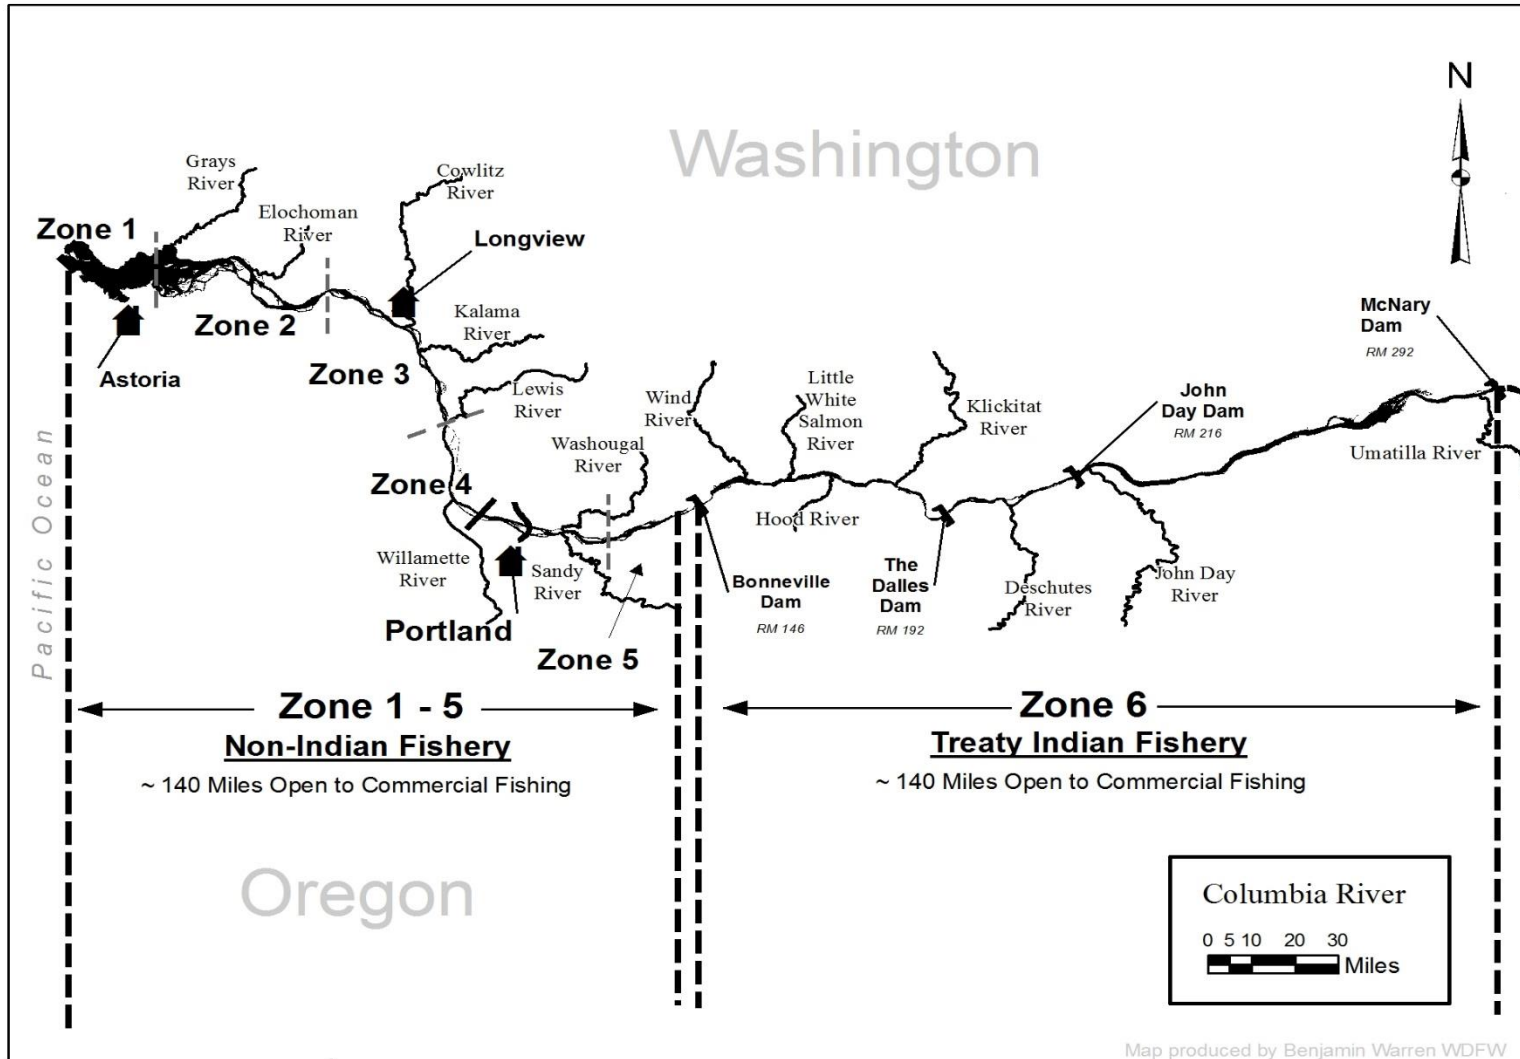 N
Washington
Grays
River
Cowlitz
River
Elochoman
River
Zone 1
Longview
Zone 2
Kalama
River
McNary
Dam
RM 292
Astoria
Zone 3
Lewis
River
Wind
River
Little
White
Salmon
River
Klickitat
River
John
Day Dam
RM 216
Umatilla River
Washougal
River
Pacific Ocean
Zone 4
Hood River
Willamette
River
Sandy
River
Bonneville
Dam
RM 146
The
Dalles
Dam
RM 192
Deschutes
River
John Day
River
Portland
Zone 5
Zone 1 - 5
Non-Indian Fishery
~ 140 Miles Open to Commercial Fishing
Zone 6
Treaty Indian Fishery
~ 140 Miles Open to Commercial Fishing
Oregon
Columbia River
0 5 10 20 30
Miles
Map produced by Benjamin Warren WDFW